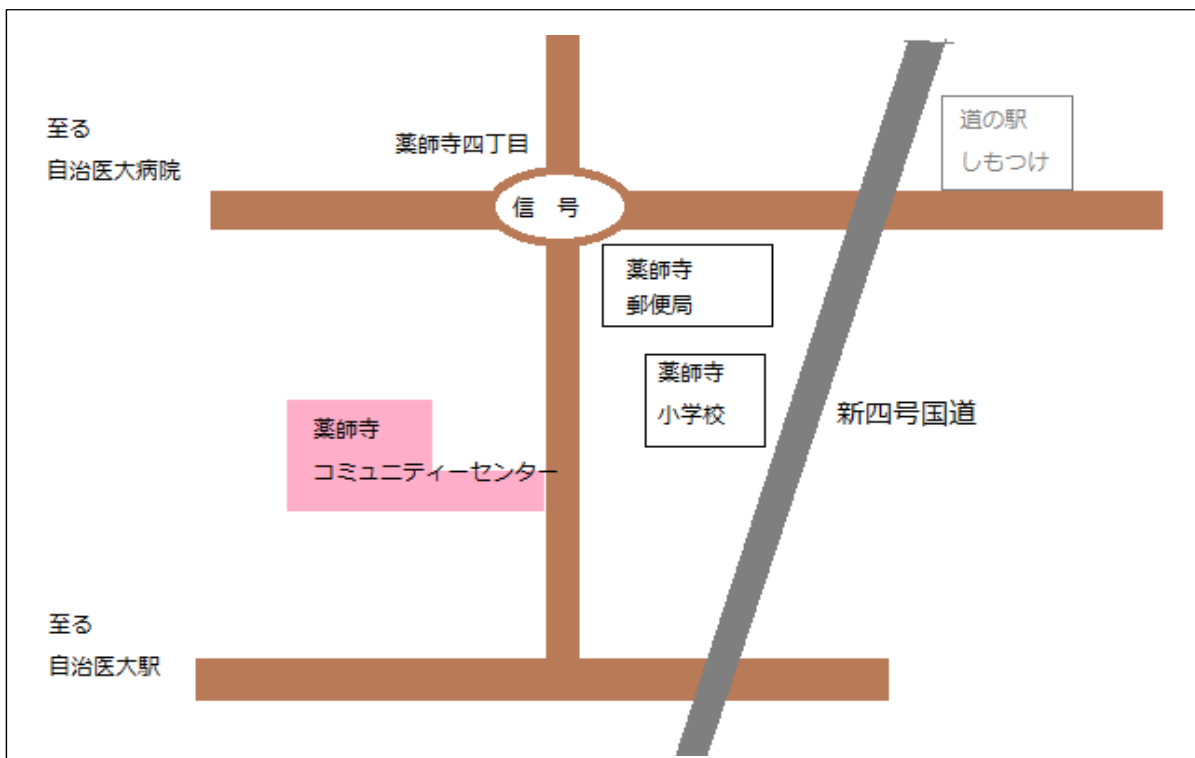 至る
自治医大病院
薬師寺四丁目
信　号
道の駅
しもつけ
薬師寺
郵便局
薬師寺
小学校
新四号国道
薬師寺
コミュニティーセンター
至る
自治医大駅